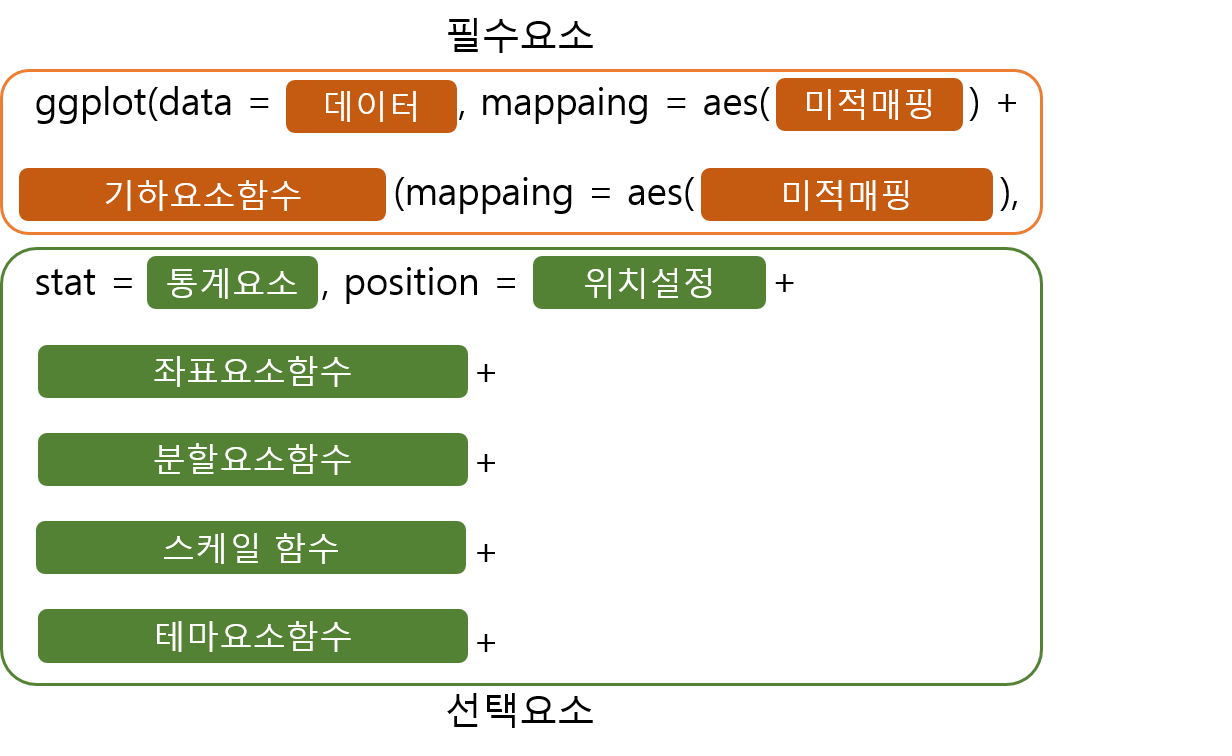 필수요소
ggplot(data = 데이터, mappaing = aes(미적매핑) +
기하요소함수 (mappaing = aes(미적매핑),
stat = 통계요소, position = 위치설정 +
좌표요소함수 +
분할요소함수 +
스케일 함수 +
테마요소함수 +
선택요소